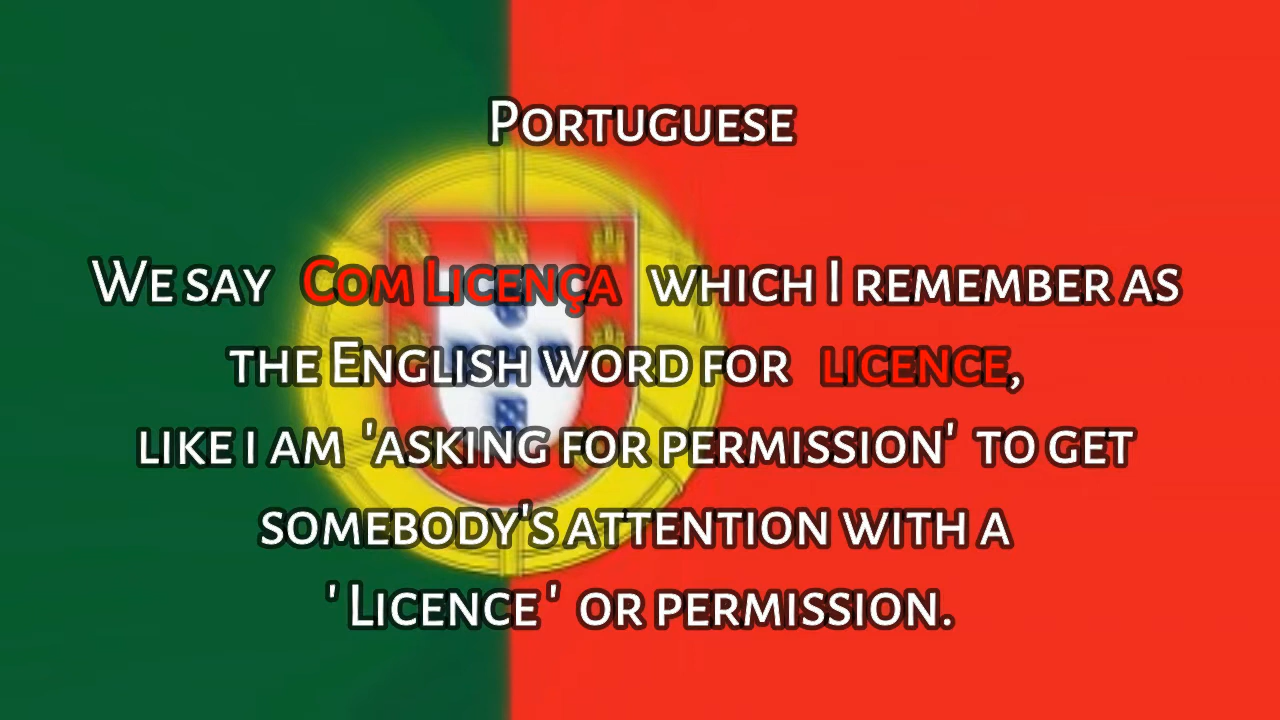 Portuguese
We say Com Licença which I remember as
the English word for licence,
like i am 'asking for permission' to get
somebody's attention with a
' Licence ' or permission.